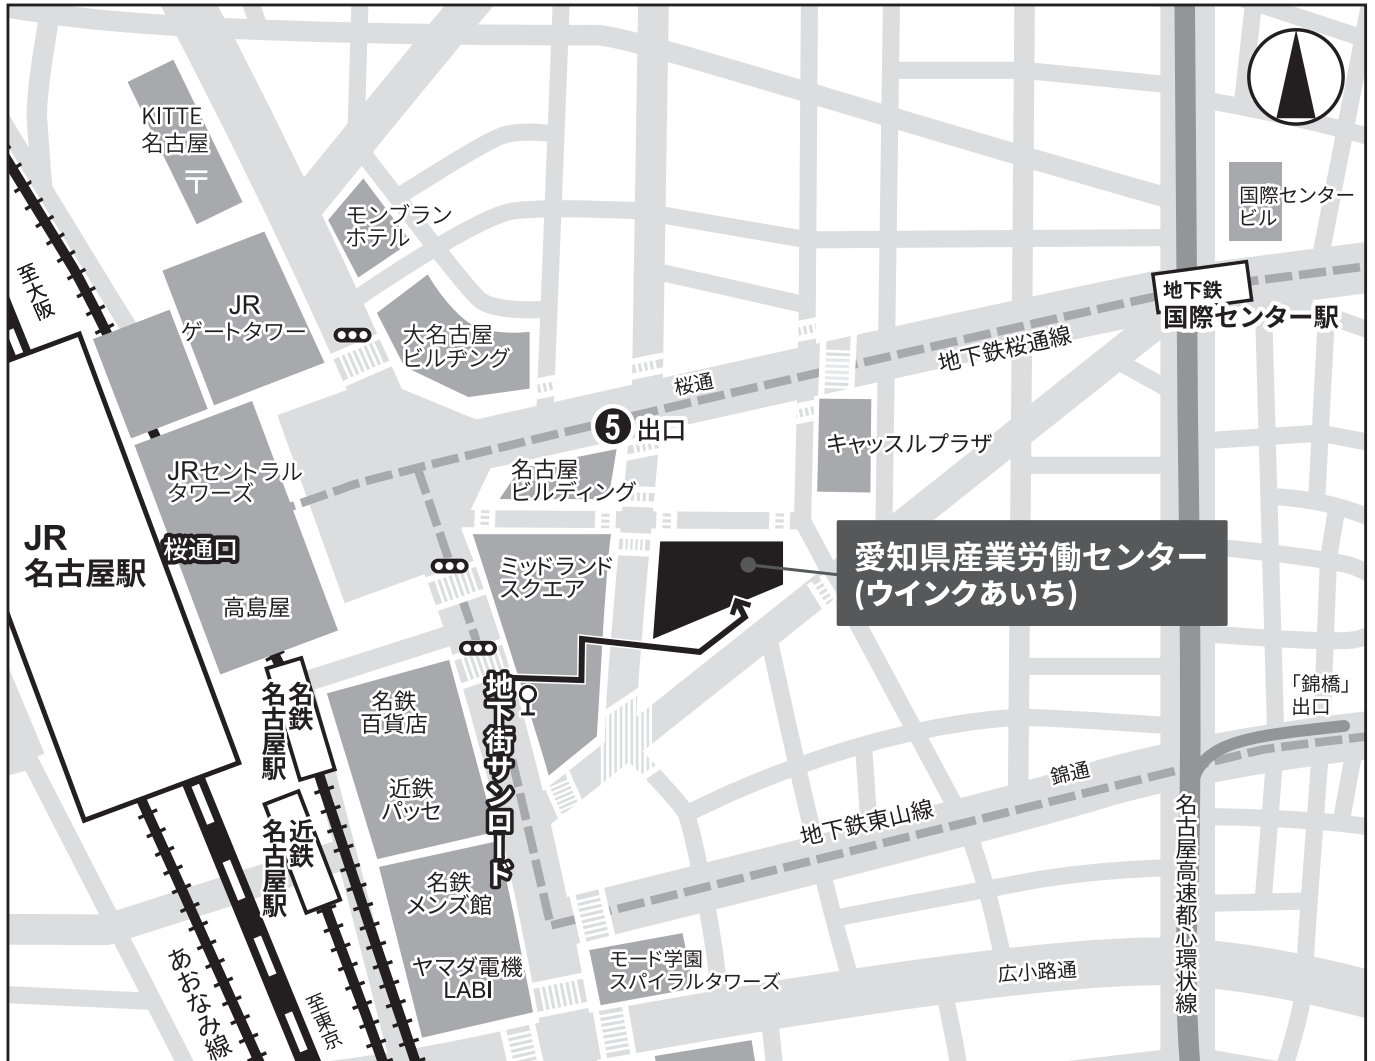 KITTE
名古屋
〒
モンブラン
ホテル
国際センター
ビル
至大阪
JR
ゲートタワー
大名古屋
ビルヂング
地下鉄
国際センター駅
地下鉄桜通線
桜通
5 出口
キャッスルプラザ
JRセントラル
タワーズ
名古屋
ビルディング
JR
名古屋駅
桜通口
高島屋
ミッドランド
スクエア
愛知県産業労働センター
(ウインクあいち)
名鉄
名古屋駅
名鉄
百貨店
地下街サンロード
「錦橋」
出口
近鉄
パッセ
錦通
近鉄
名古屋駅
地下鉄東山線
名古屋高速都心環状線
名鉄
メンズ館
ヤマダ電機
LABI
モード学園
スパイラルタワーズ
広小路通
あおなみ線
至東京